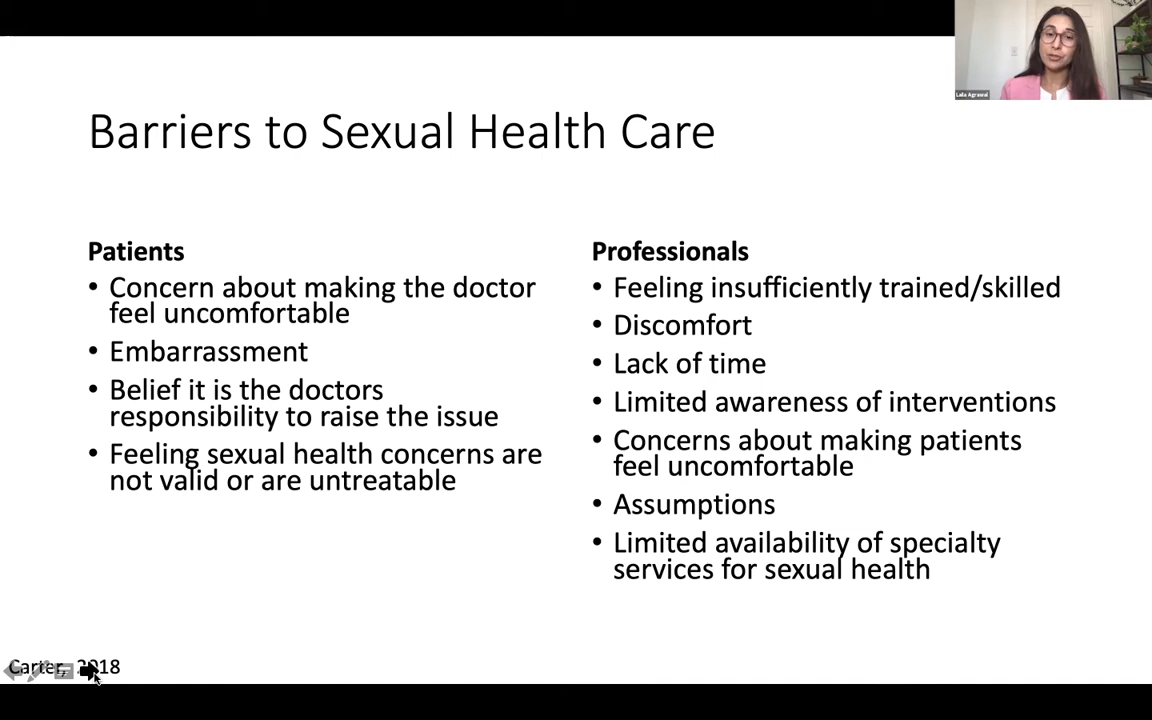 Laila Agrawal
Barriers to Sexual Health Care
Patients
• Concern about making the doctor
feel uncomfortable
• Embarrassment
• Belief it is the doctors
responsibility to raise the issue
• Feeling sexual health concerns are
not valid or are untreatable
Professionals
• Feeling insufficiently trained/skilled
• Discomfort
• Lack of time
• Limited awareness of interventions
• Concerns about making patients
feel uncomfortable
• Assumptions
• Limited availability of specialty
services for sexual health
Carter, 2018